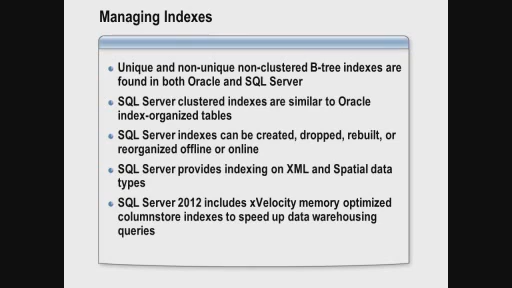 Managing Indexes
Unique and non-unique non-clustered B-tree indexes are
found in both Oracle and SQL Server
SQL Server clustered indexes are similar to Oracle
index-organized tables
SQL Server indexes can be created, dropped, rebuilt, or
reorganized offline or online
SQL Server provides indexing on XML and Spatial data
types
SQL Server 2012 includes xVelocity memory optimized
columnstore indexes to speed up data warehousing
queries